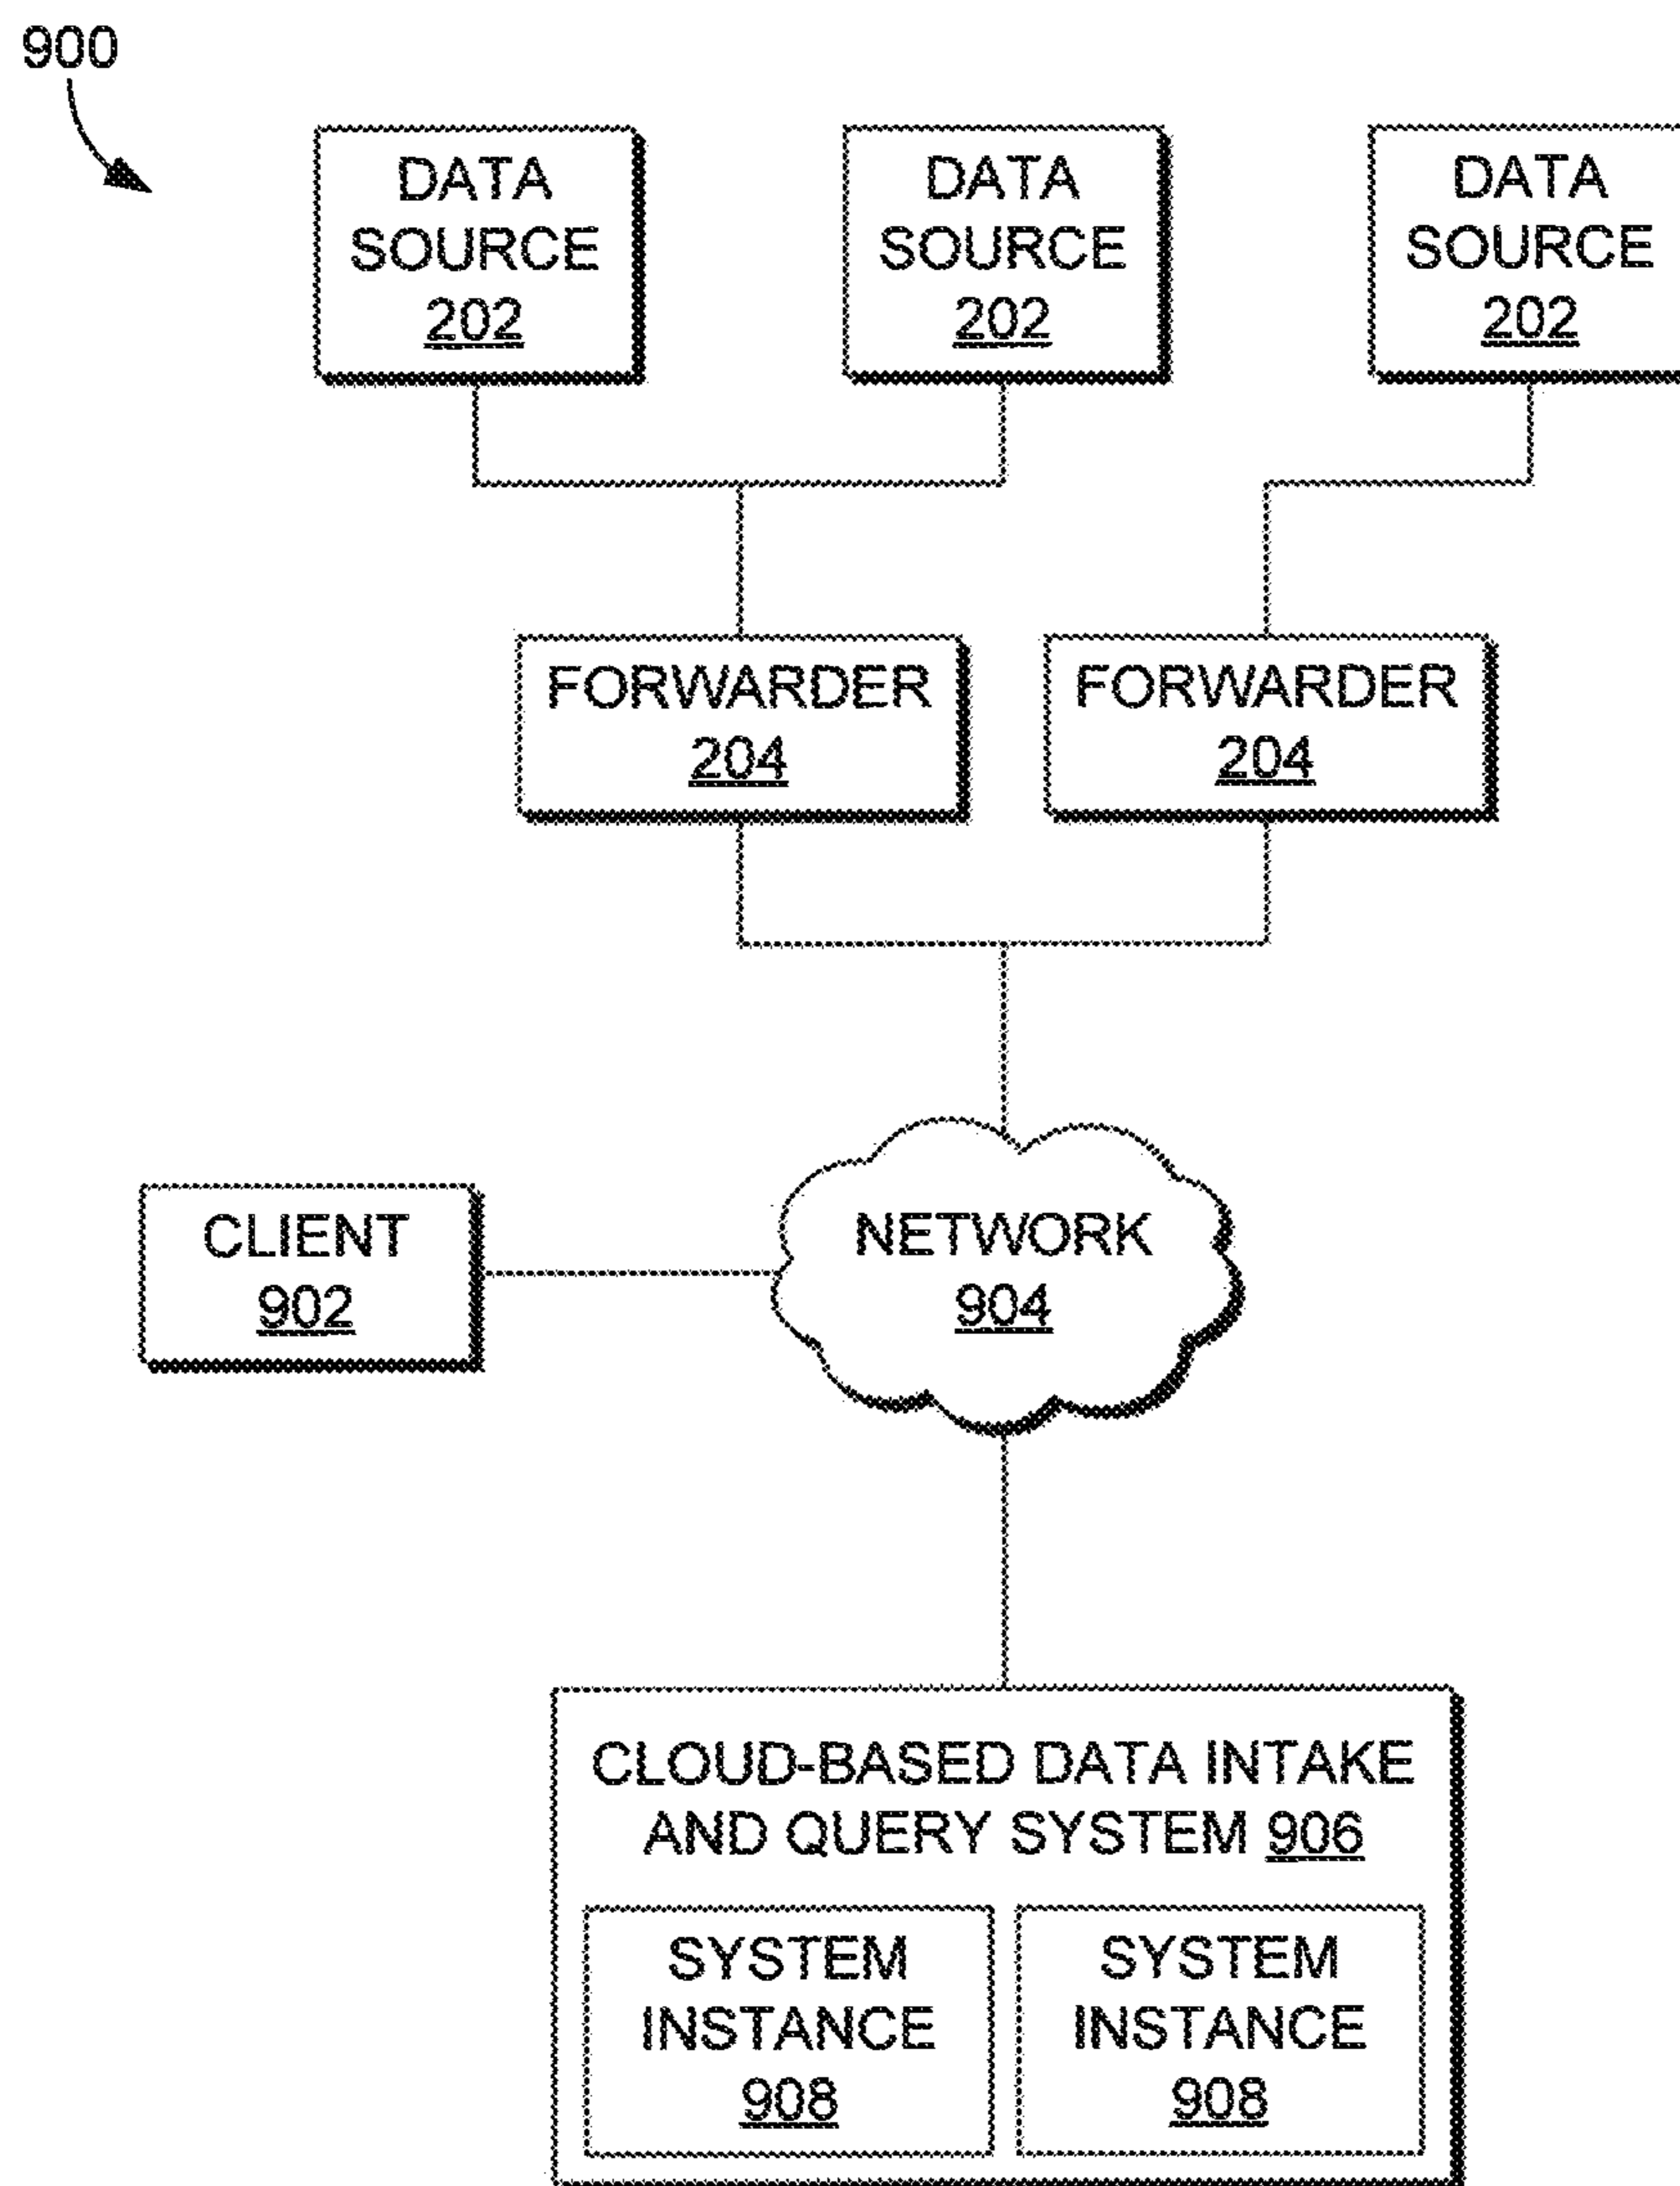 900
DATA
SOURCE
202
DATA
SOURCE
202
DATA
SOURCE
202
FORWARDER
204
FORWARDER
204
CLIENT
902
NETWORK
904
CLOUD-BASED DATA INTAKE
AND QUERY SYSTEM 906
SYSTEM
INSTANCE
908
SYSTEM
INSTANCE
908